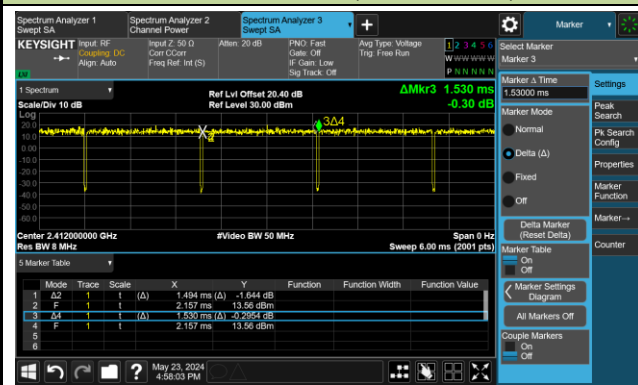 Spectrum Analyzer 1
Swept SA
Spectrum Analyzer 2
Channel Power
Spectrum Analyzer 3
Swept SA
Marker
KEYSIGHT
Input: RF
Coupling: DC
Align: Auto
Input Z: 50 Ω
Corr CCorr
Freq Ref: Int (S)
Atten: 20 dB
PNO: Fast
Gate: Off
IF Gain: Low
Sig Track: Off
Avg Type: Voltage
Trig: Free Run
1 2 3 4 5 6
W W W W W W
P N N N N N
Select Marker
Marker 3
LXI
1 Spectrum
Scale/Div 10 dB
Ref Lvl Offset 20.40 dB
Ref Level 30.00 dBm
ΔMkr3 1.530 ms
-0.30 dB
Log
20.0
10.0
0.00
-10.0
-20.0
-30.0
-40.0
-50.0
-60.0
3Δ4
Center 2.412000000 GHz
Res BW 8 MHz
#Video BW 50 MHz
Span 0 Hz
Sweep 6.00 ms (2001 pts)
5 Marker Table
Mode Trace Scale X Y Function Function Width Function Value
1 Δ2 1 t (Δ) 1.494 ms (Δ) -1.644 dB
2 F 1 t 2.157 ms 13.56 dBm
3 Δ4 1 t (Δ) 1.530 ms (Δ) -0.2954 dB
4 F 1 t 2.157 ms 13.56 dBm
5
6
Marker Δ Time
1.53000 ms
Marker Mode
Normal
Delta (Δ)
Fixed
Off
Delta Marker
(Reset Delta)
Marker Table
On
Off
Marker Settings
Diagram
All Markers Off
Couple Markers
On
Off
Settings
Peak
Search
Pk Search
Config
Properties
Marker
Function
Marker→
Counter
May 23, 2024
4:58:03 PM